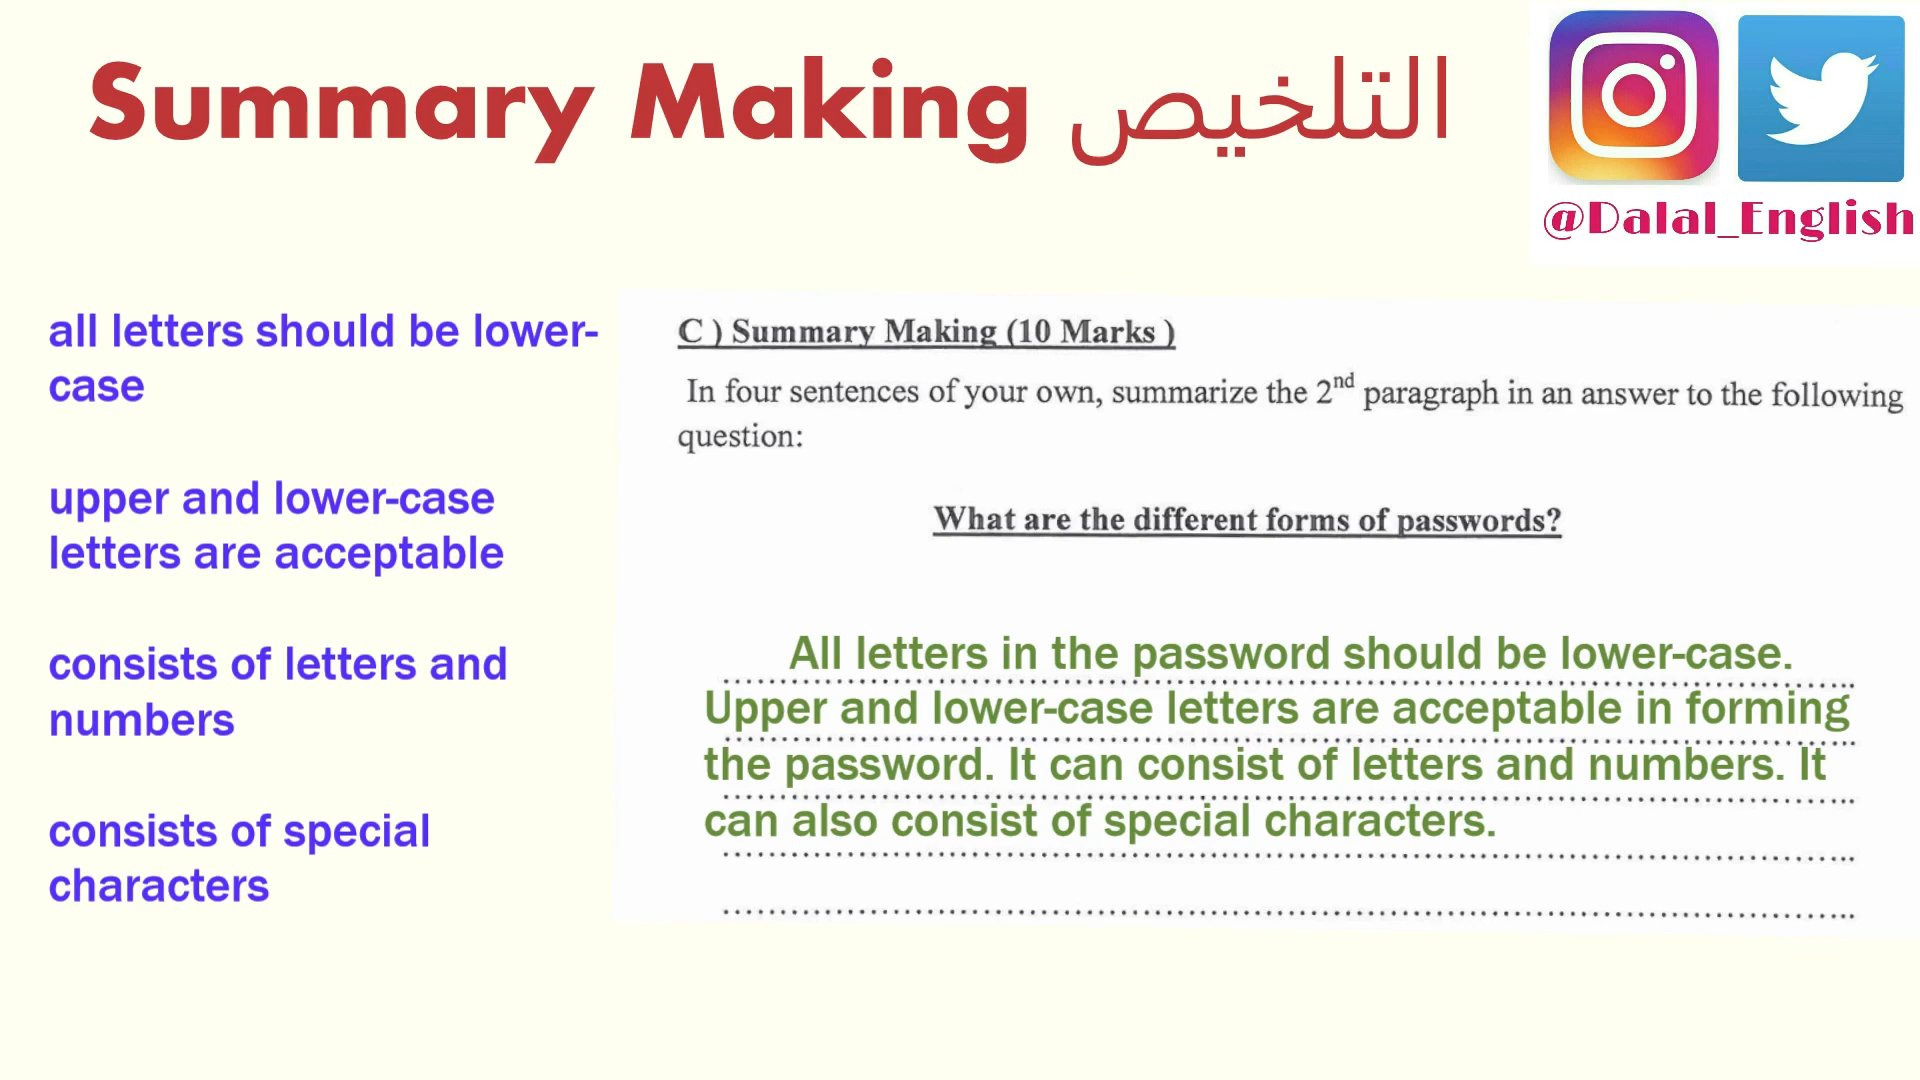 Summary Making التلخيص
@Dalal_English
all letters should be lower-
case
upper and lower-case
letters are acceptable
consists of letters and
numbers
consists of special
characters
C ) Summary Making (10 Marks )
In four sentences of your own, summarize the 2nd paragraph in an answer to the following
question:
What are the different forms of passwords?
All letters in the password should be lower-case.
Upper and lower-case letters are acceptable in forming
the password. It can consist of letters and numbers. It
can also consist of special characters.